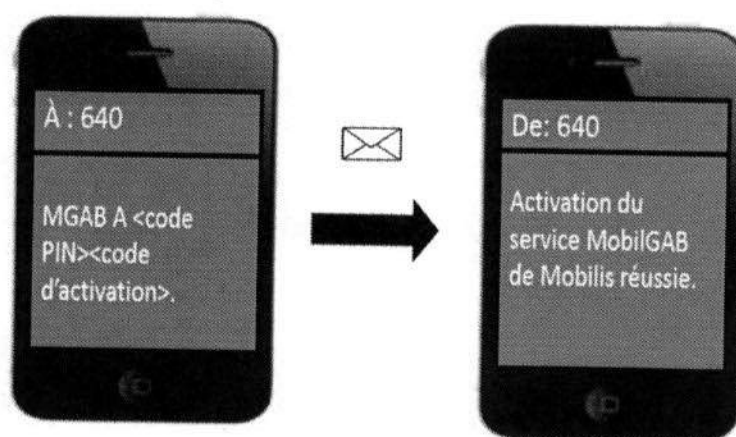 À : 640
MGAB A <code
PIN><code
d'activation>.
De: 640
Activation du
service MobilGAB
de Mobilis réussie.